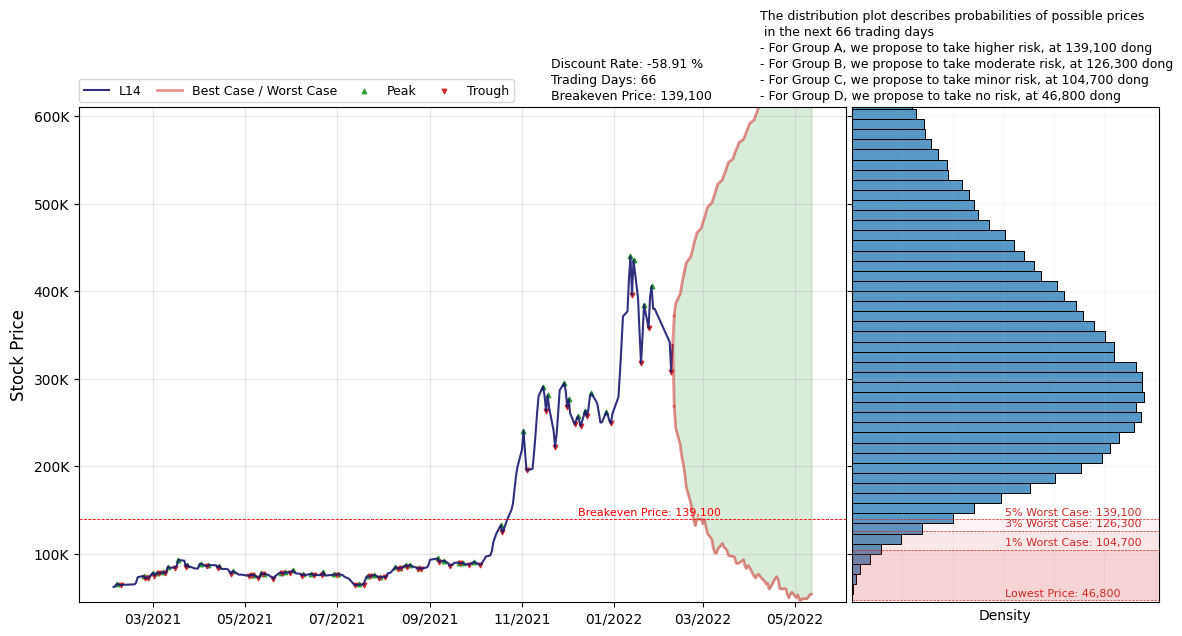 The distribution plot describes probabilities of possible prices
in the next 66 trading days
- For Group A, we propose to take higher risk, at 139,100 dong
- For Group B, we propose to take moderate risk, at 126,300 dong
- For Group C, we propose to take minor risk, at 104,700 dong
- For Group D, we propose to take no risk, at 46,800 dong
Discount Rate: -58.91 %
Trading Days: 66
Breakeven Price: 139,100
L14 Best Case / Worst Case Peak Trough
600K
500K
400K
300K
200K
100K
Stock Price
Breakeven Price: 139,100
5% Worst Case: 139,100
3% Worst Case: 126,300
1% Worst Case: 104,700
Lowest Price: 46,800
03/2021 05/2021 07/2021 09/2021 11/2021 01/2022 03/2022 05/2022
Density